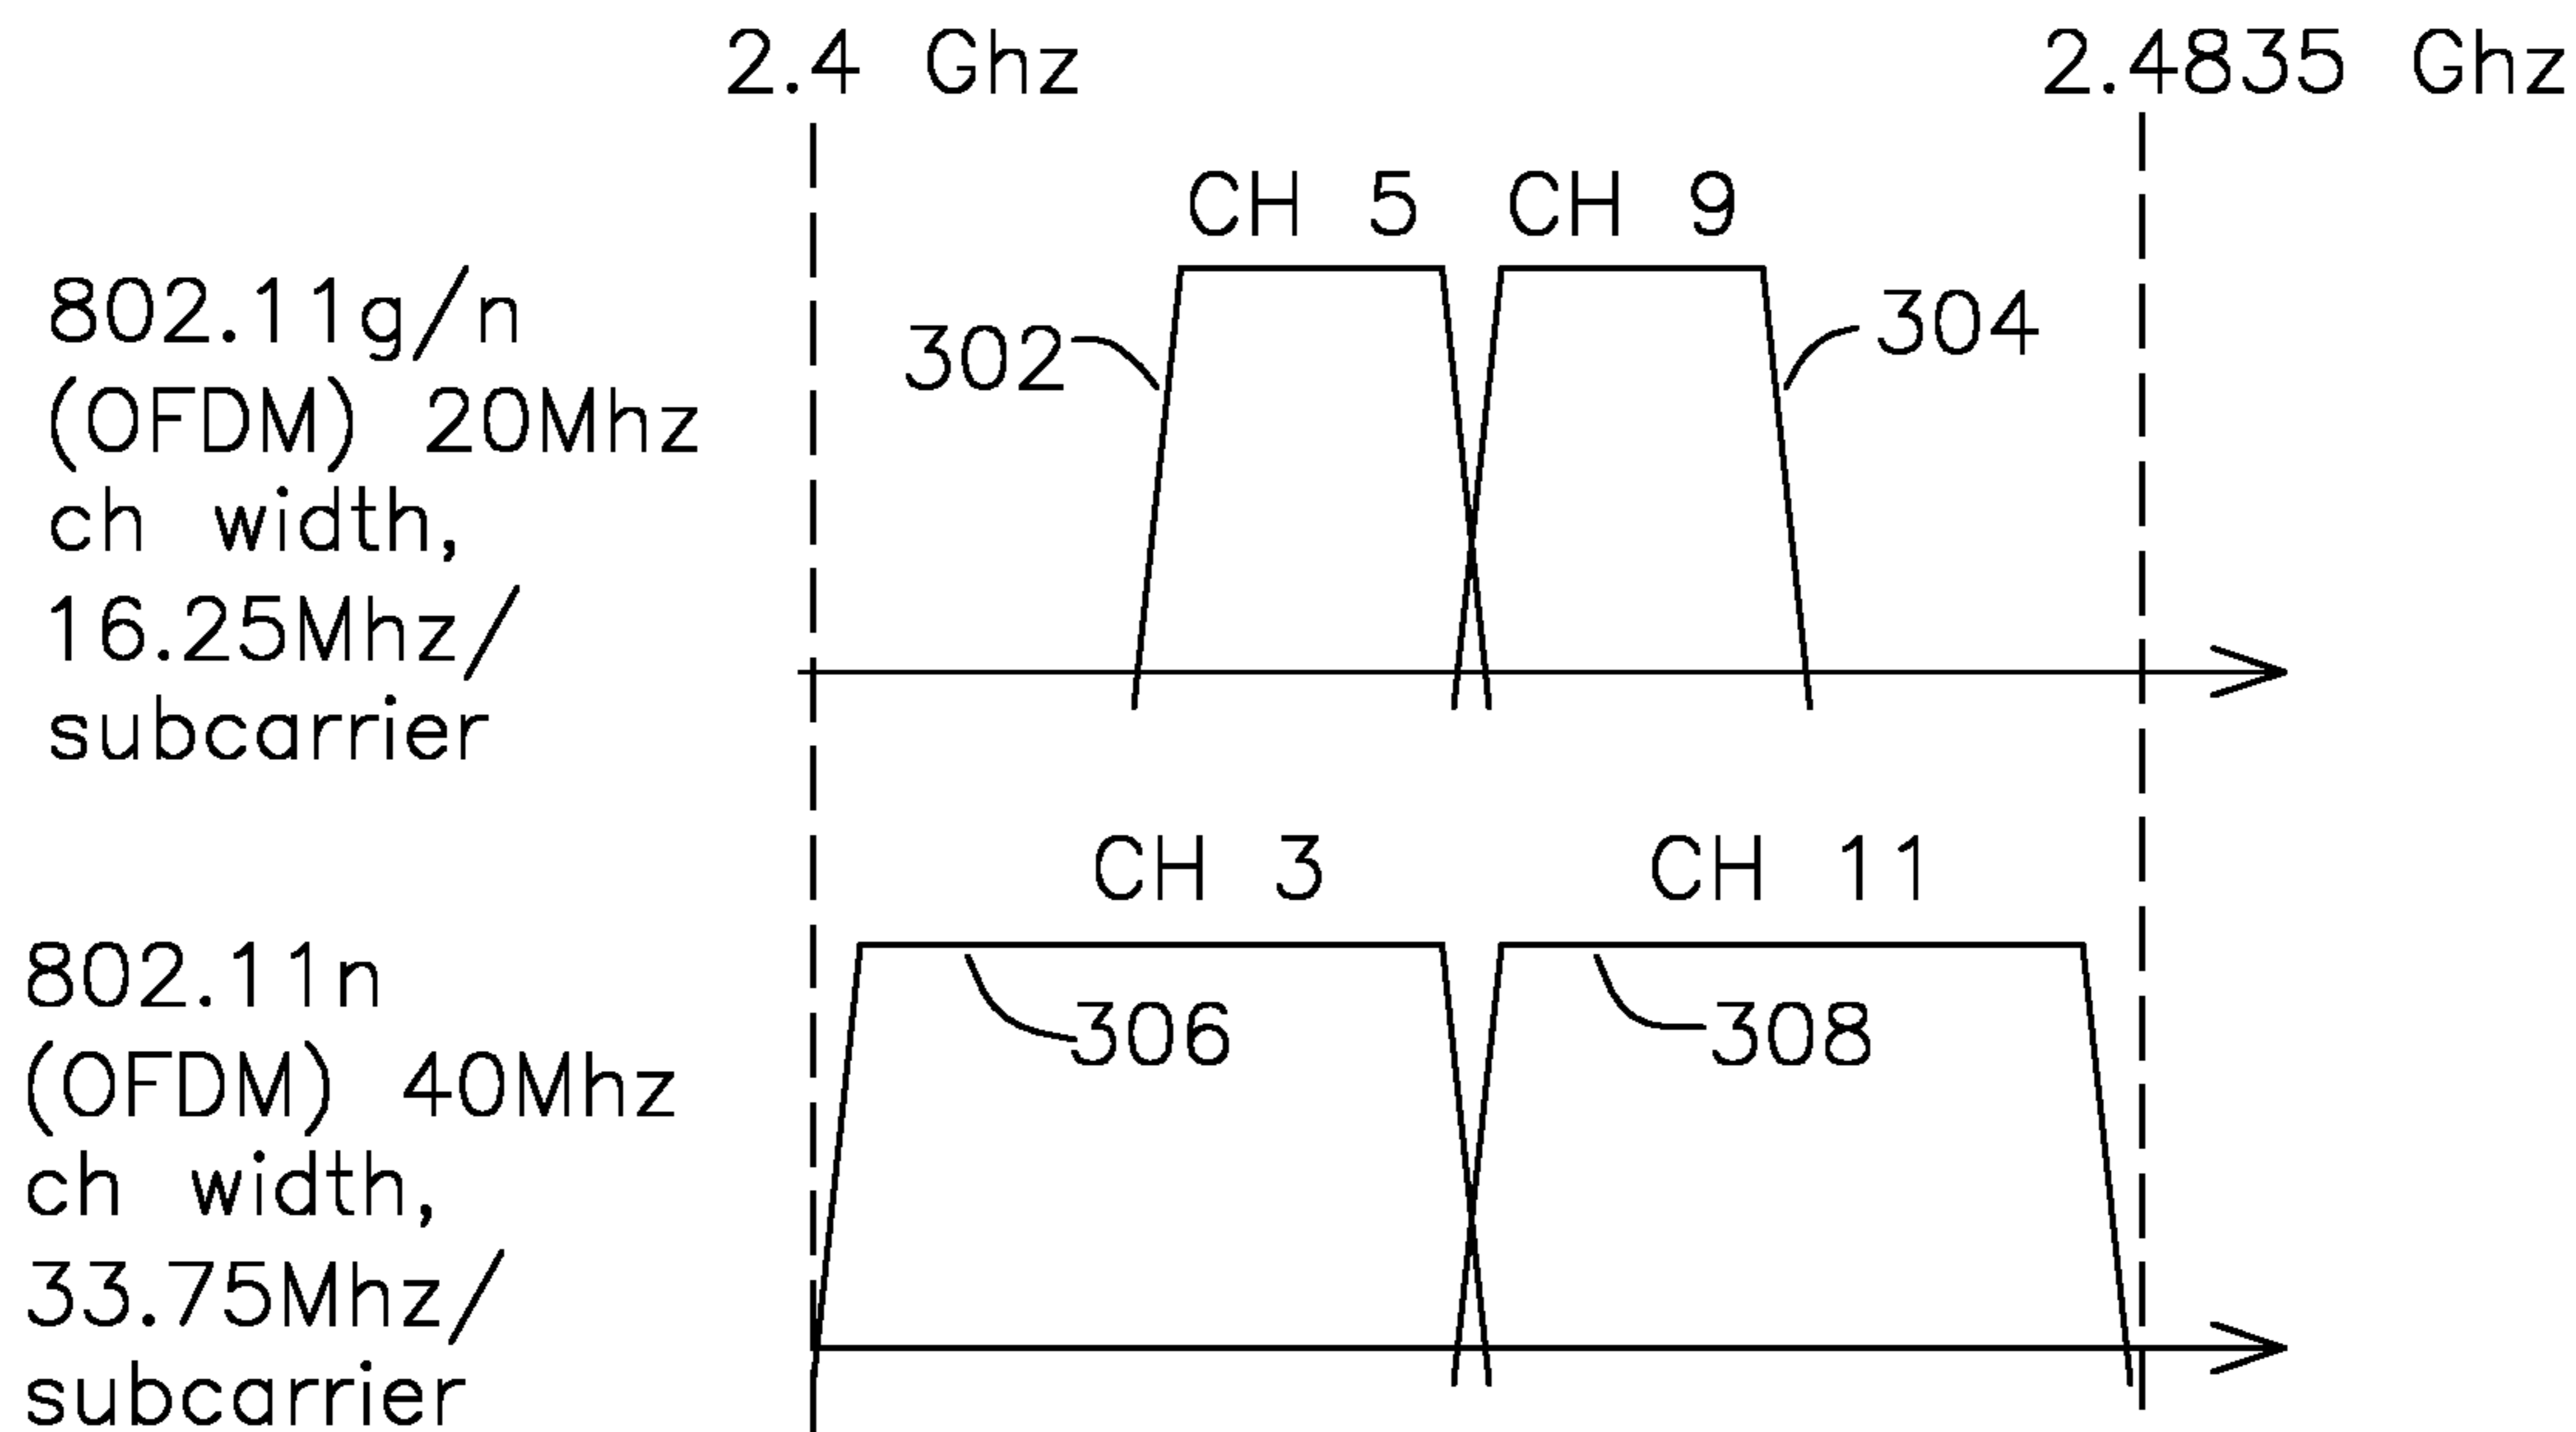 2.4 Ghz
2.4835 Ghz
CH 5
CH 9
802.11g/n
(OFDM) 20Mhz
ch width,
16.25Mhz/
subcarrier
302
304
CH 3
CH 11
802.11n
(OFDM) 40Mhz
ch width,
33.75Mhz/
subcarrier
306
308